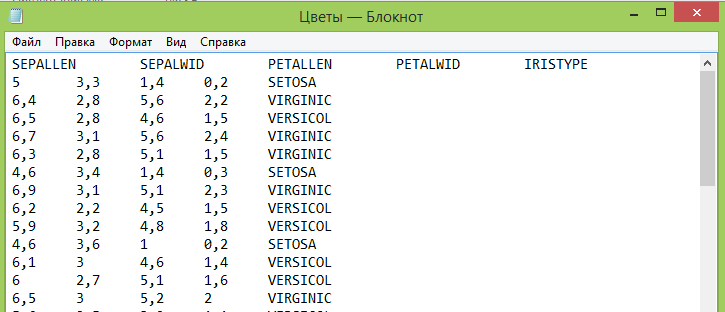 Цветы — Блокнот
Файл Правка Формат Вид Справка
SEPALLEN SEPALWID PETALLEN PETALWID IRISTYPE
5 3,3 1,4 0,2 SETOSA
6,4 2,8 5,6 2,2 VIRGINIC
6,5 2,8 4,6 1,5 VERSICOL
6,7 3,1 5,6 2,4 VIRGINIC
6,3 2,8 5,1 1,5 VIRGINIC
4,6 3,4 1,4 0,3 SETOSA
6,9 3,1 5,1 2,3 VIRGINIC
6,2 2,2 4,5 1,5 VERSICOL
5,9 3,2 4,8 1,8 VERSICOL
4,6 3,6 1 0,2 SETOSA
6,1 3 4,6 1,4 VERSICOL
6 2,7 5,1 1,6 VERSICOL
6,5 3 5,2 2 VIRGINIC